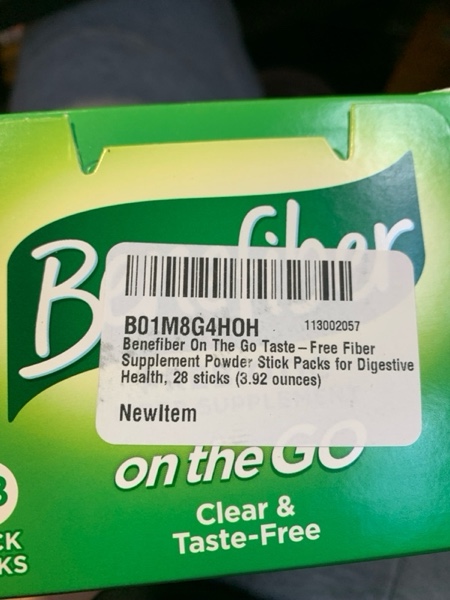 Benefiber
B01M8G4HOH 113002057
Benefiber On The Go Taste–Free Fiber
Supplement Powder Stick Packs for Digestive
Health, 28 sticks (3.92 ounces)
NewItem
on the GO
Clear &
Taste-Free